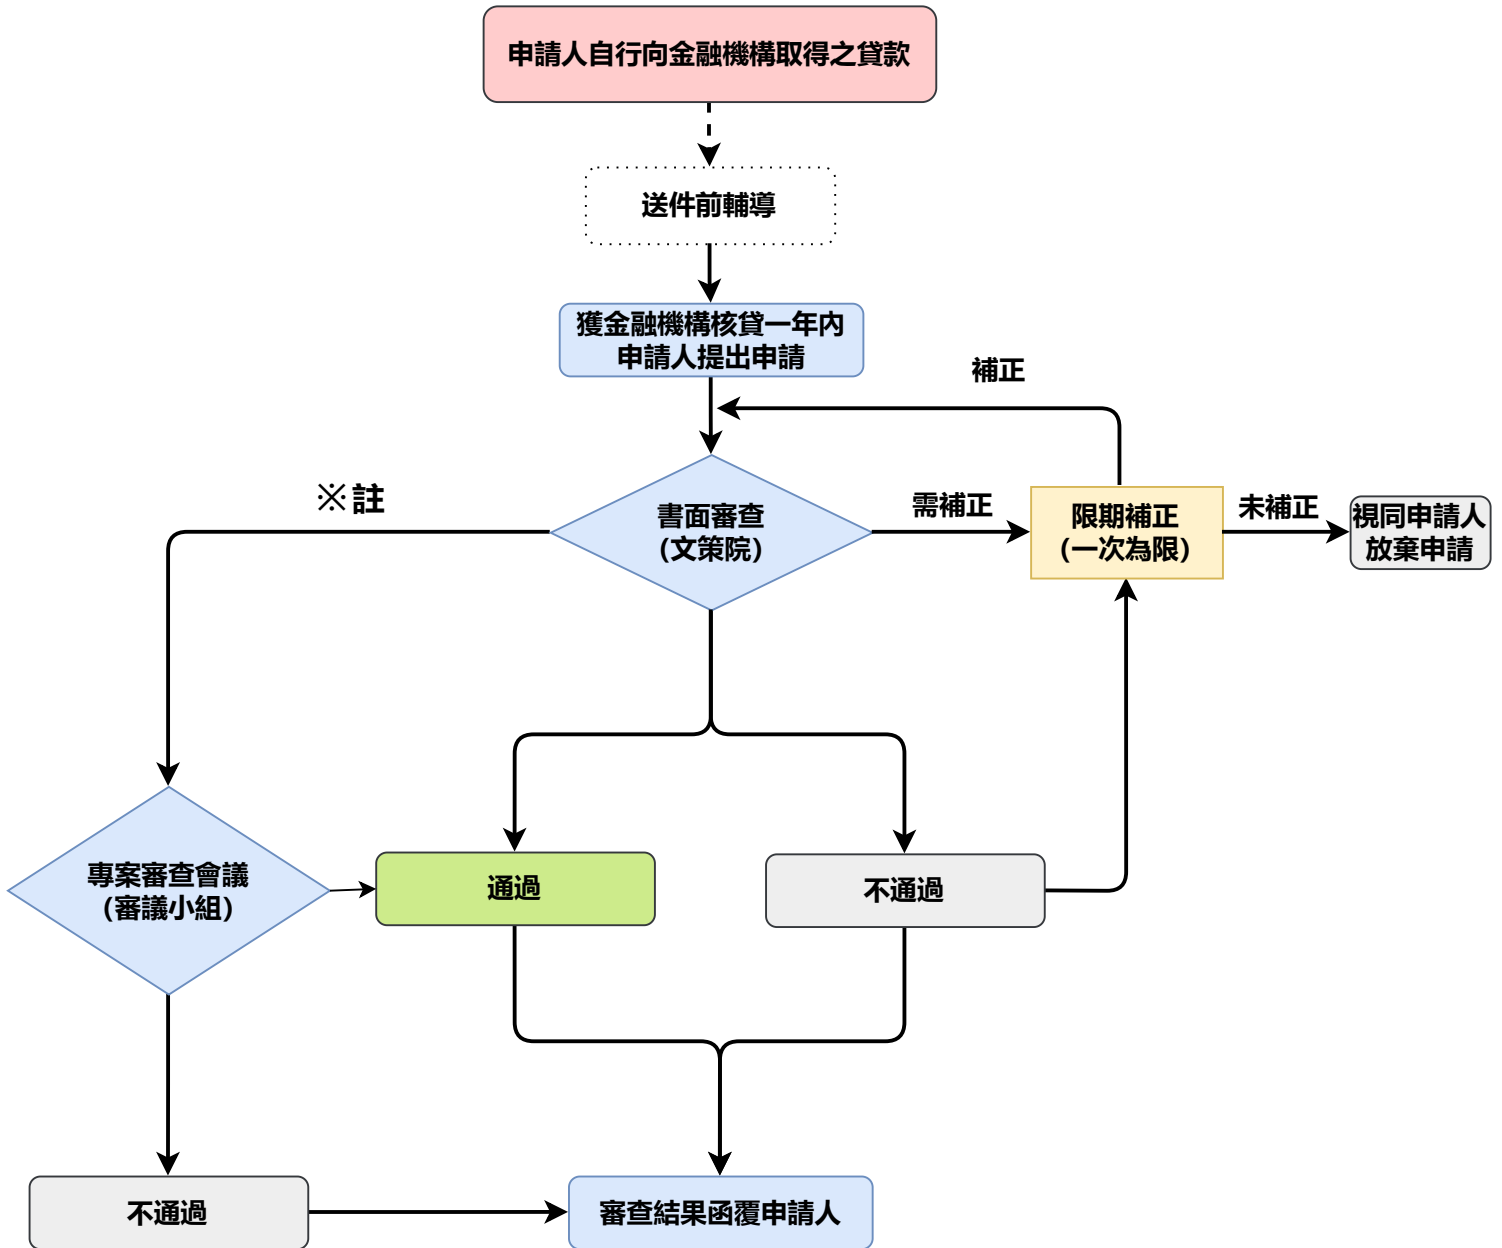 申請人自行向金融機構取得之貸款
送件前輔導
獲金融機構核貸一年內
申請人提出申請
補正
※註
書面審查
(文策院)
需補正
限期補正
(一次為限)
未補正
視同申請人
放棄申請
專案審查會議
(審議小組)
通過
不通過
不通過
審查結果函覆申請人